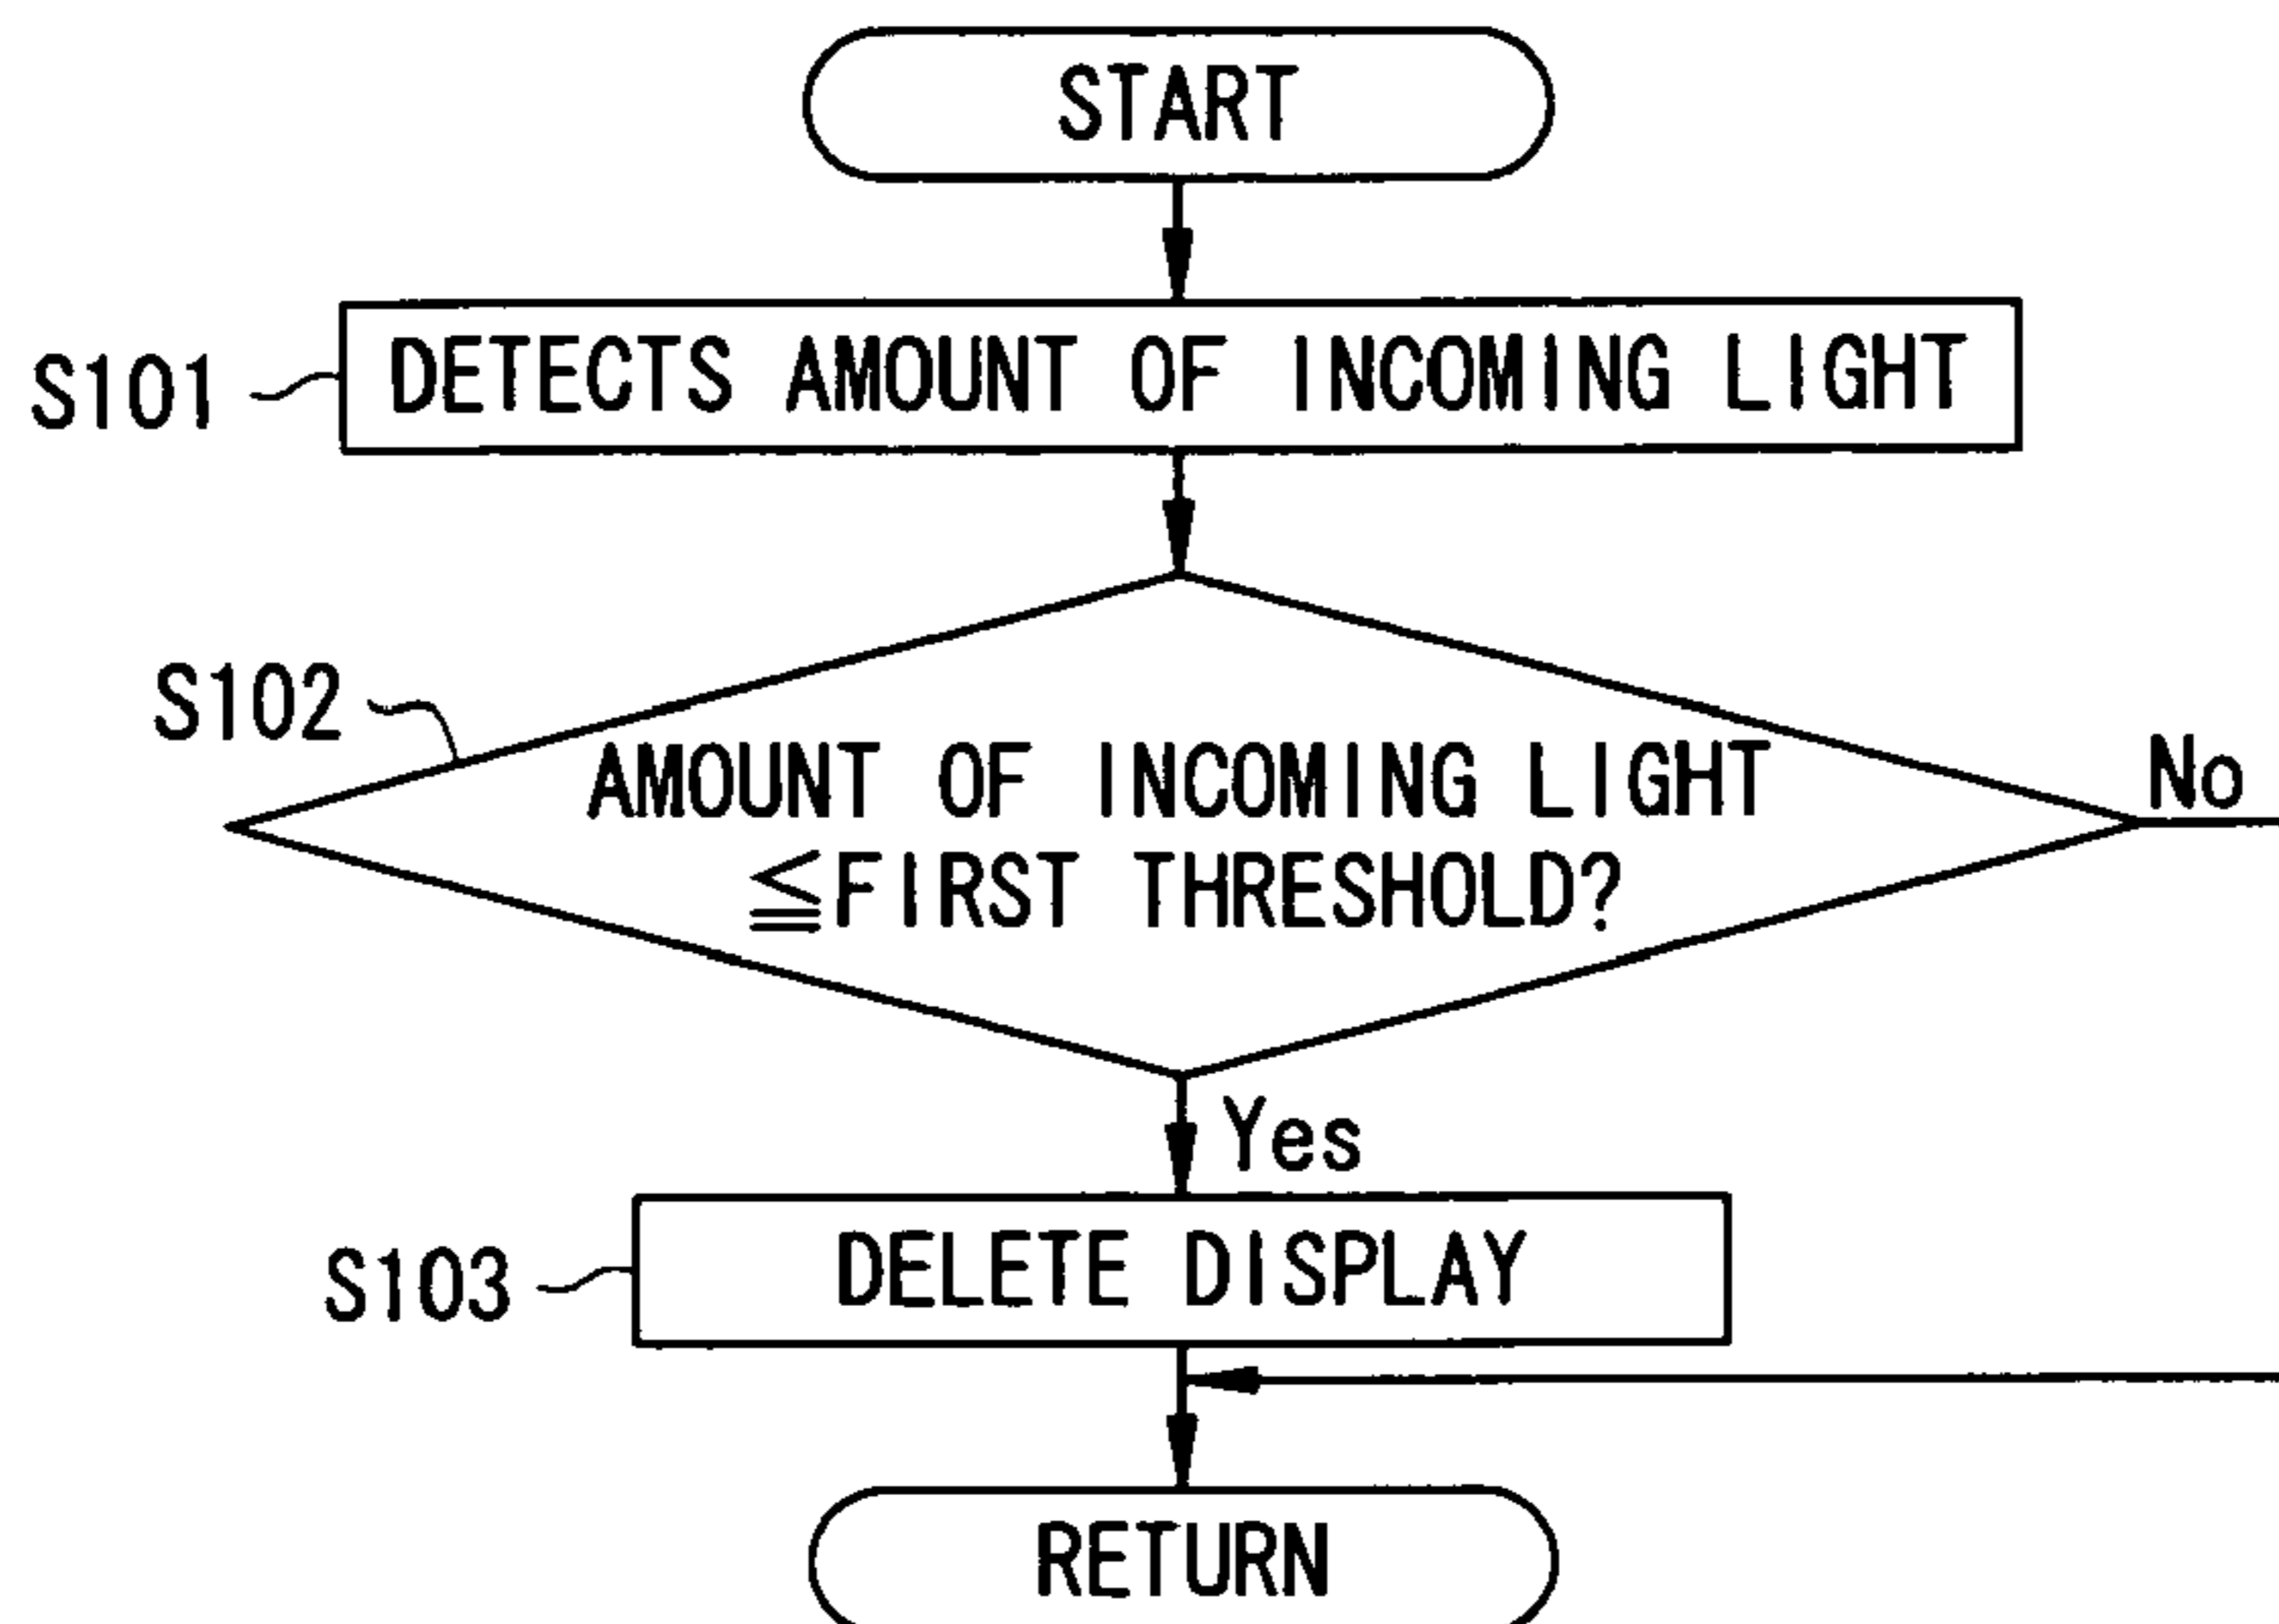 START
S101
DETECTS AMOUNT OF INCOMING LIGHT
S102
AMOUNT OF INCOMING LIGHT
≦FIRST THRESHOLD?
No
Yes
S103
DELETE DISPLAY
RETURN